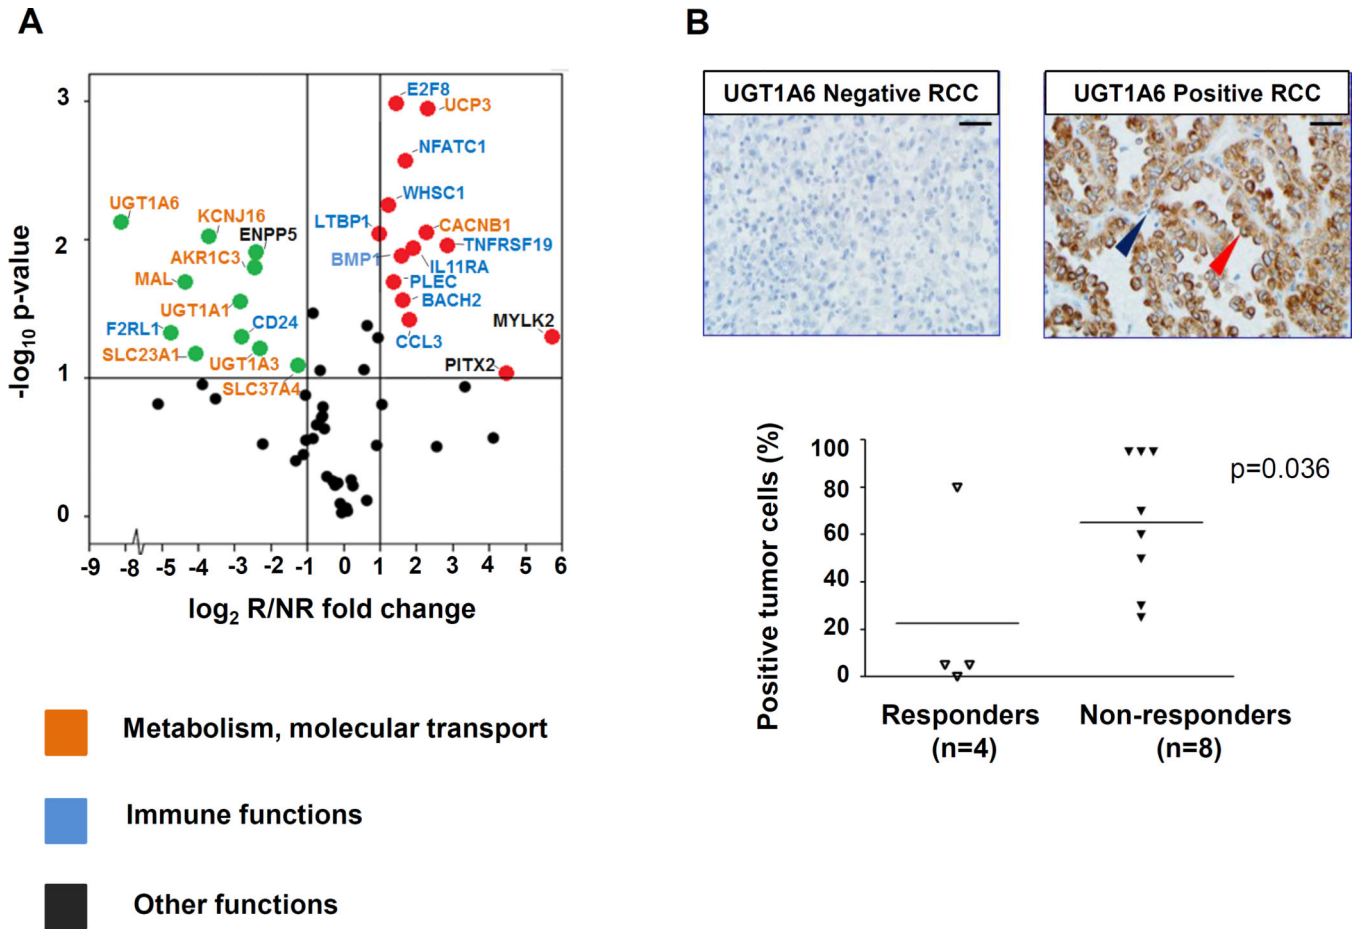 A
B
3
2
1
0
-log10 p-value
E2F8
UCP3
NFATC1
WHSC1
UGT1A6
KCNJ16
ENPP5
LTBP1
CACNB1
TNFRSF19
AKR1C3
BMP1
IL11RA
MAL
PLEC
UGT1A1
BACH2
F2RL1
CD24
CCL3
MYLK2
SLC23A1
UGT1A3
PITX2
SLC37A4
-9 -8 -5 -4 -3 -2 -1 0 1 2 3 4 5 6
log2 R/NR fold change
Metabolism, molecular transport
Immune functions
Other functions
UGT1A6 Negative RCC
UGT1A6 Positive RCC
Positive tumor cells (%)
100
80
60
40
20
0
p=0.036
Responders
(n=4)
Non-responders
(n=8)